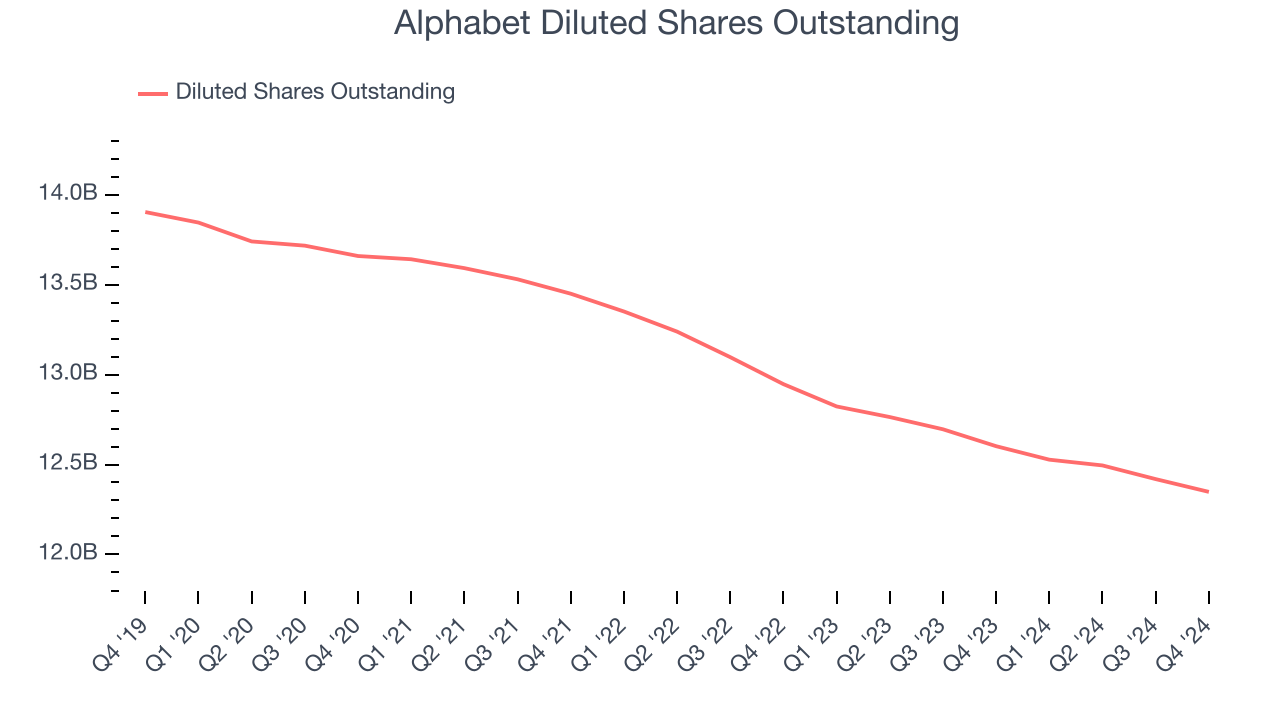 Alphabet Diluted Shares Outstanding
Diluted Shares Outstanding
14.0B
13.5B
13.0B
12.5B
12.0B
Q4 '19
Q1 '20
Q2 '20
Q3 '20
Q4 '20
Q1 '21
Q2 '21
Q3 '21
Q4 '21
Q1 '22
Q2 '22
Q3 '22
Q4 '22
Q1 '23
Q2 '23
Q3 '23
Q4 '23
Q1 '24
Q2 '24
Q3 '24
Q4 '24